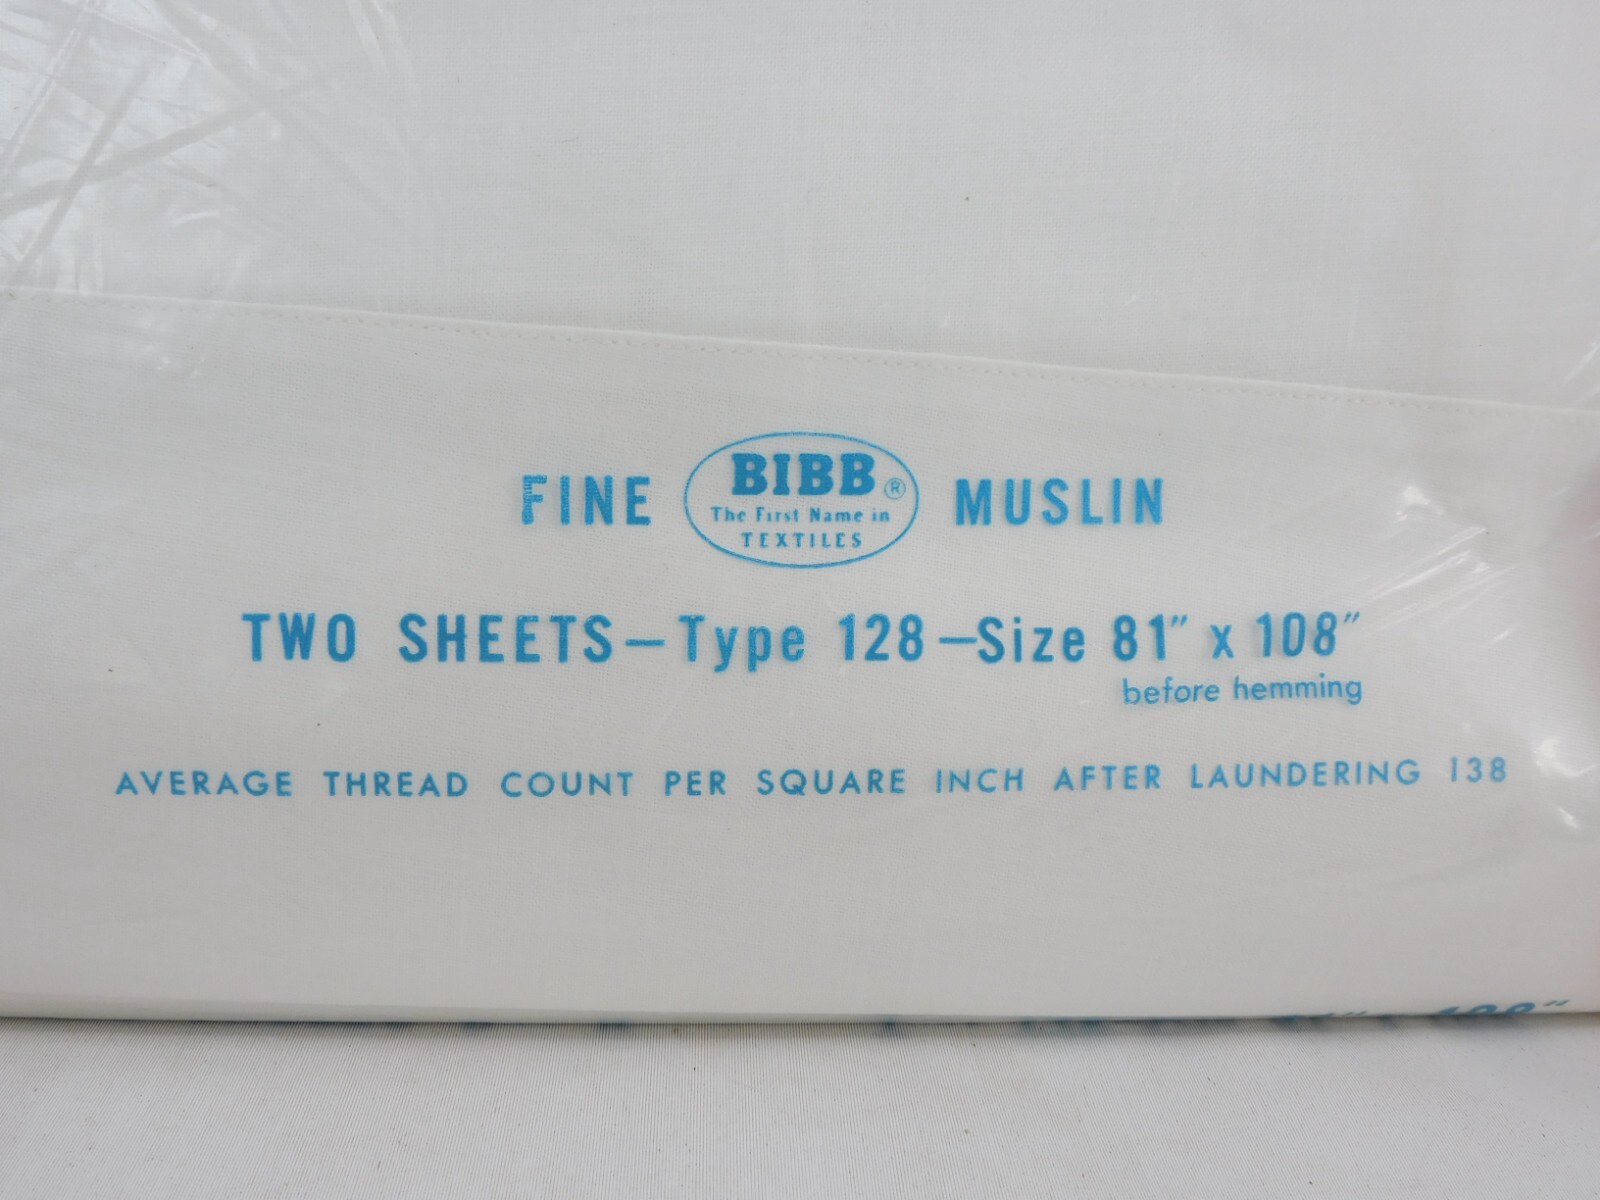 FINE BIBB ® MUSLIN
The First Name in
TEXTILES
TWO SHEETS—Type 128—Size 81" x 108"
before hemming
AVERAGE THREAD COUNT PER SQUARE INCH AFTER LAUNDERING 138